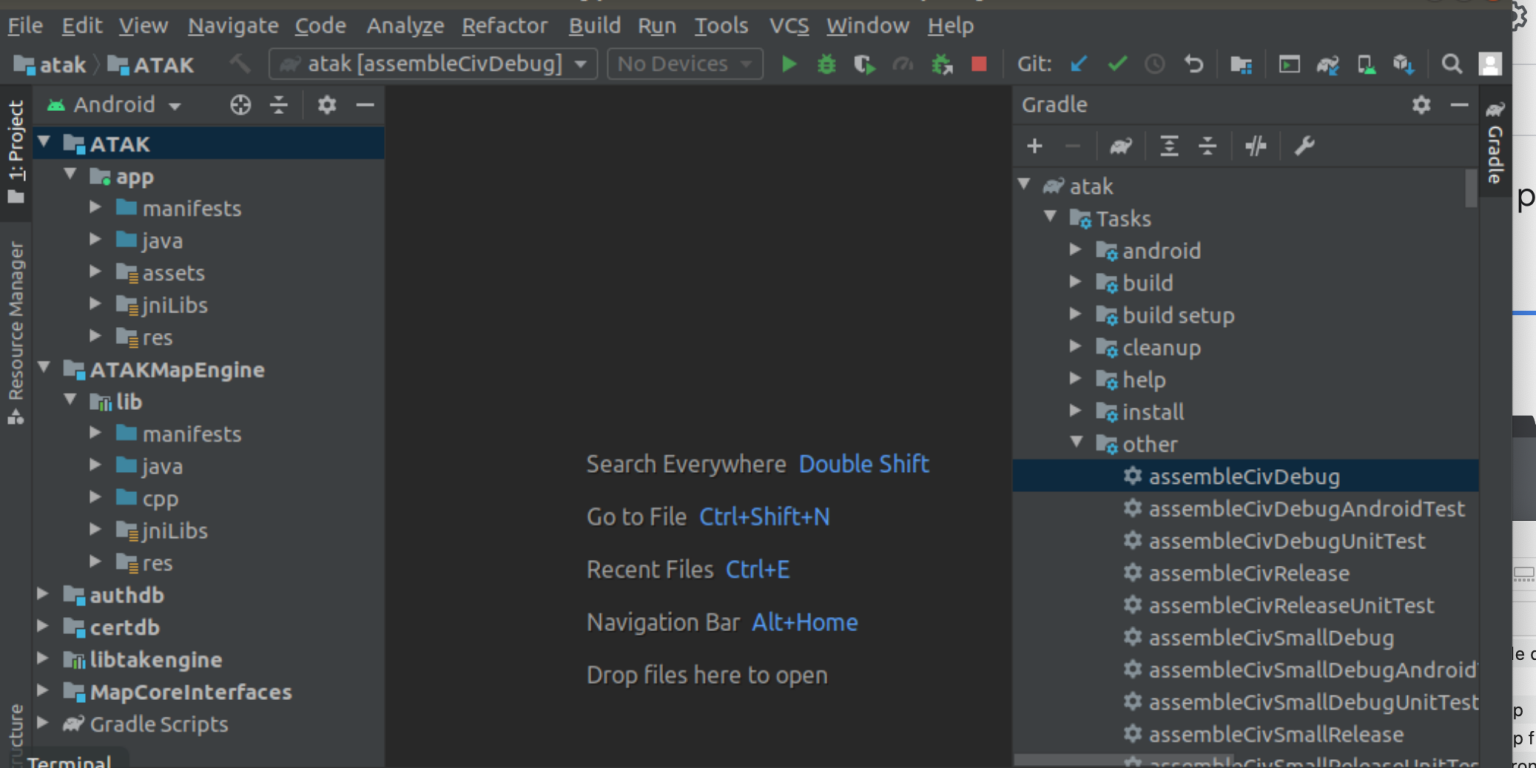 File Edit View Navigate Code Analyze Refactor Build Run Tools VCS Window Help
atak ATAK atak [assembleCivDebug] No Devices Git:
1: Project
Resource Manager
Android
ATAK
app
manifests
java
assets
jniLibs
res
ATAKMapEngine
lib
manifests
java
cpp
jniLibs
res
authdb
certdb
libtakengine
MapCoreInterfaces
Gradle Scripts
Terminal
Search Everywhere Double Shift
Go to File Ctrl+Shift+N
Recent Files Ctrl+E
Navigation Bar Alt+Home
Drop files here to open
Gradle
atak
Tasks
android
build
build setup
cleanup
help
install
other
assembleCivDebug
assembleCivDebugAndroidTest
assembleCivDebugUnitTest
assembleCivRelease
assembleCivReleaseUnitTest
assembleCivSmallDebug
assembleCivSmallDebugAndroid
assembleCivSmallDebugUnitTest
assembleCivSmallRelease
Gradle